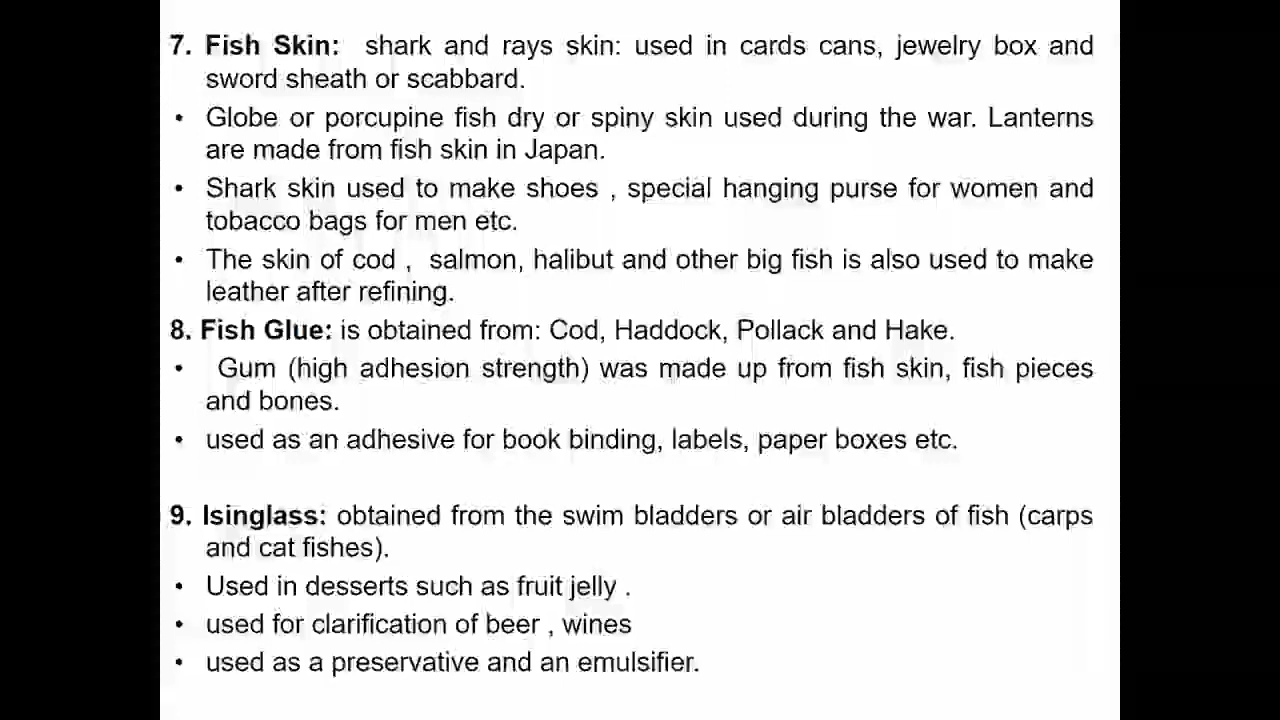 7. Fish Skin: shark and rays skin: used in cards cans, jewelry box and
sword sheath or scabbard.
• Globe or porcupine fish dry or spiny skin used during the war. Lanterns
are made from fish skin in Japan.
• Shark skin used to make shoes , special hanging purse for women and
tobacco bags for men etc.
• The skin of cod , salmon, halibut and other big fish is also used to make
leather after refining.
8. Fish Glue: is obtained from: Cod, Haddock, Pollack and Hake.
• Gum (high adhesion strength) was made up from fish skin, fish pieces
and bones.
• used as an adhesive for book binding, labels, paper boxes etc.
9. Isinglass: obtained from the swim bladders or air bladders of fish (carps
and cat fishes).
• Used in desserts such as fruit jelly .
• used for clarification of beer , wines
• used as a preservative and an emulsifier.